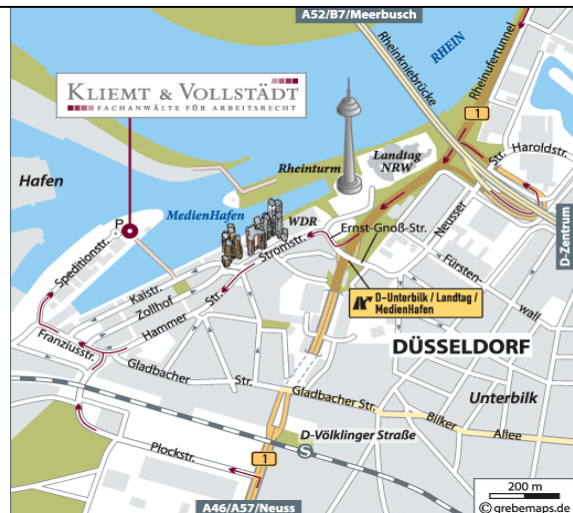 A52/B7/Meerbusch
RHEIN
Rheinkniebrücke
Rheinufertunnel
KLIEMT & VOLLSTÄDT
FACHANWÄLTE FÜR ARBEITSRECHT
1
Str.
Haroldstr.
Landtag
NRW
Rheinturm
Hafen
MedienHafen
WDR
P
Speditionstr.
Ernst-Gnoß-Str.
Neusser
D-Zentrum
Stromstr.
Kaistr.
Zollhof
Hammer
Str.
Fürsten-
wall
D-Unterbilk / Landtag /
MedienHafen
Franziusstr.
DÜSSELDORF
Gladbacher
Str.
Gladbacher Str.
Unterbilk
Bilker
Allee
D-Völklinger Straße
S
Plockstr.
1
200 m
A46/A57/Neuss
© grebemaps.de